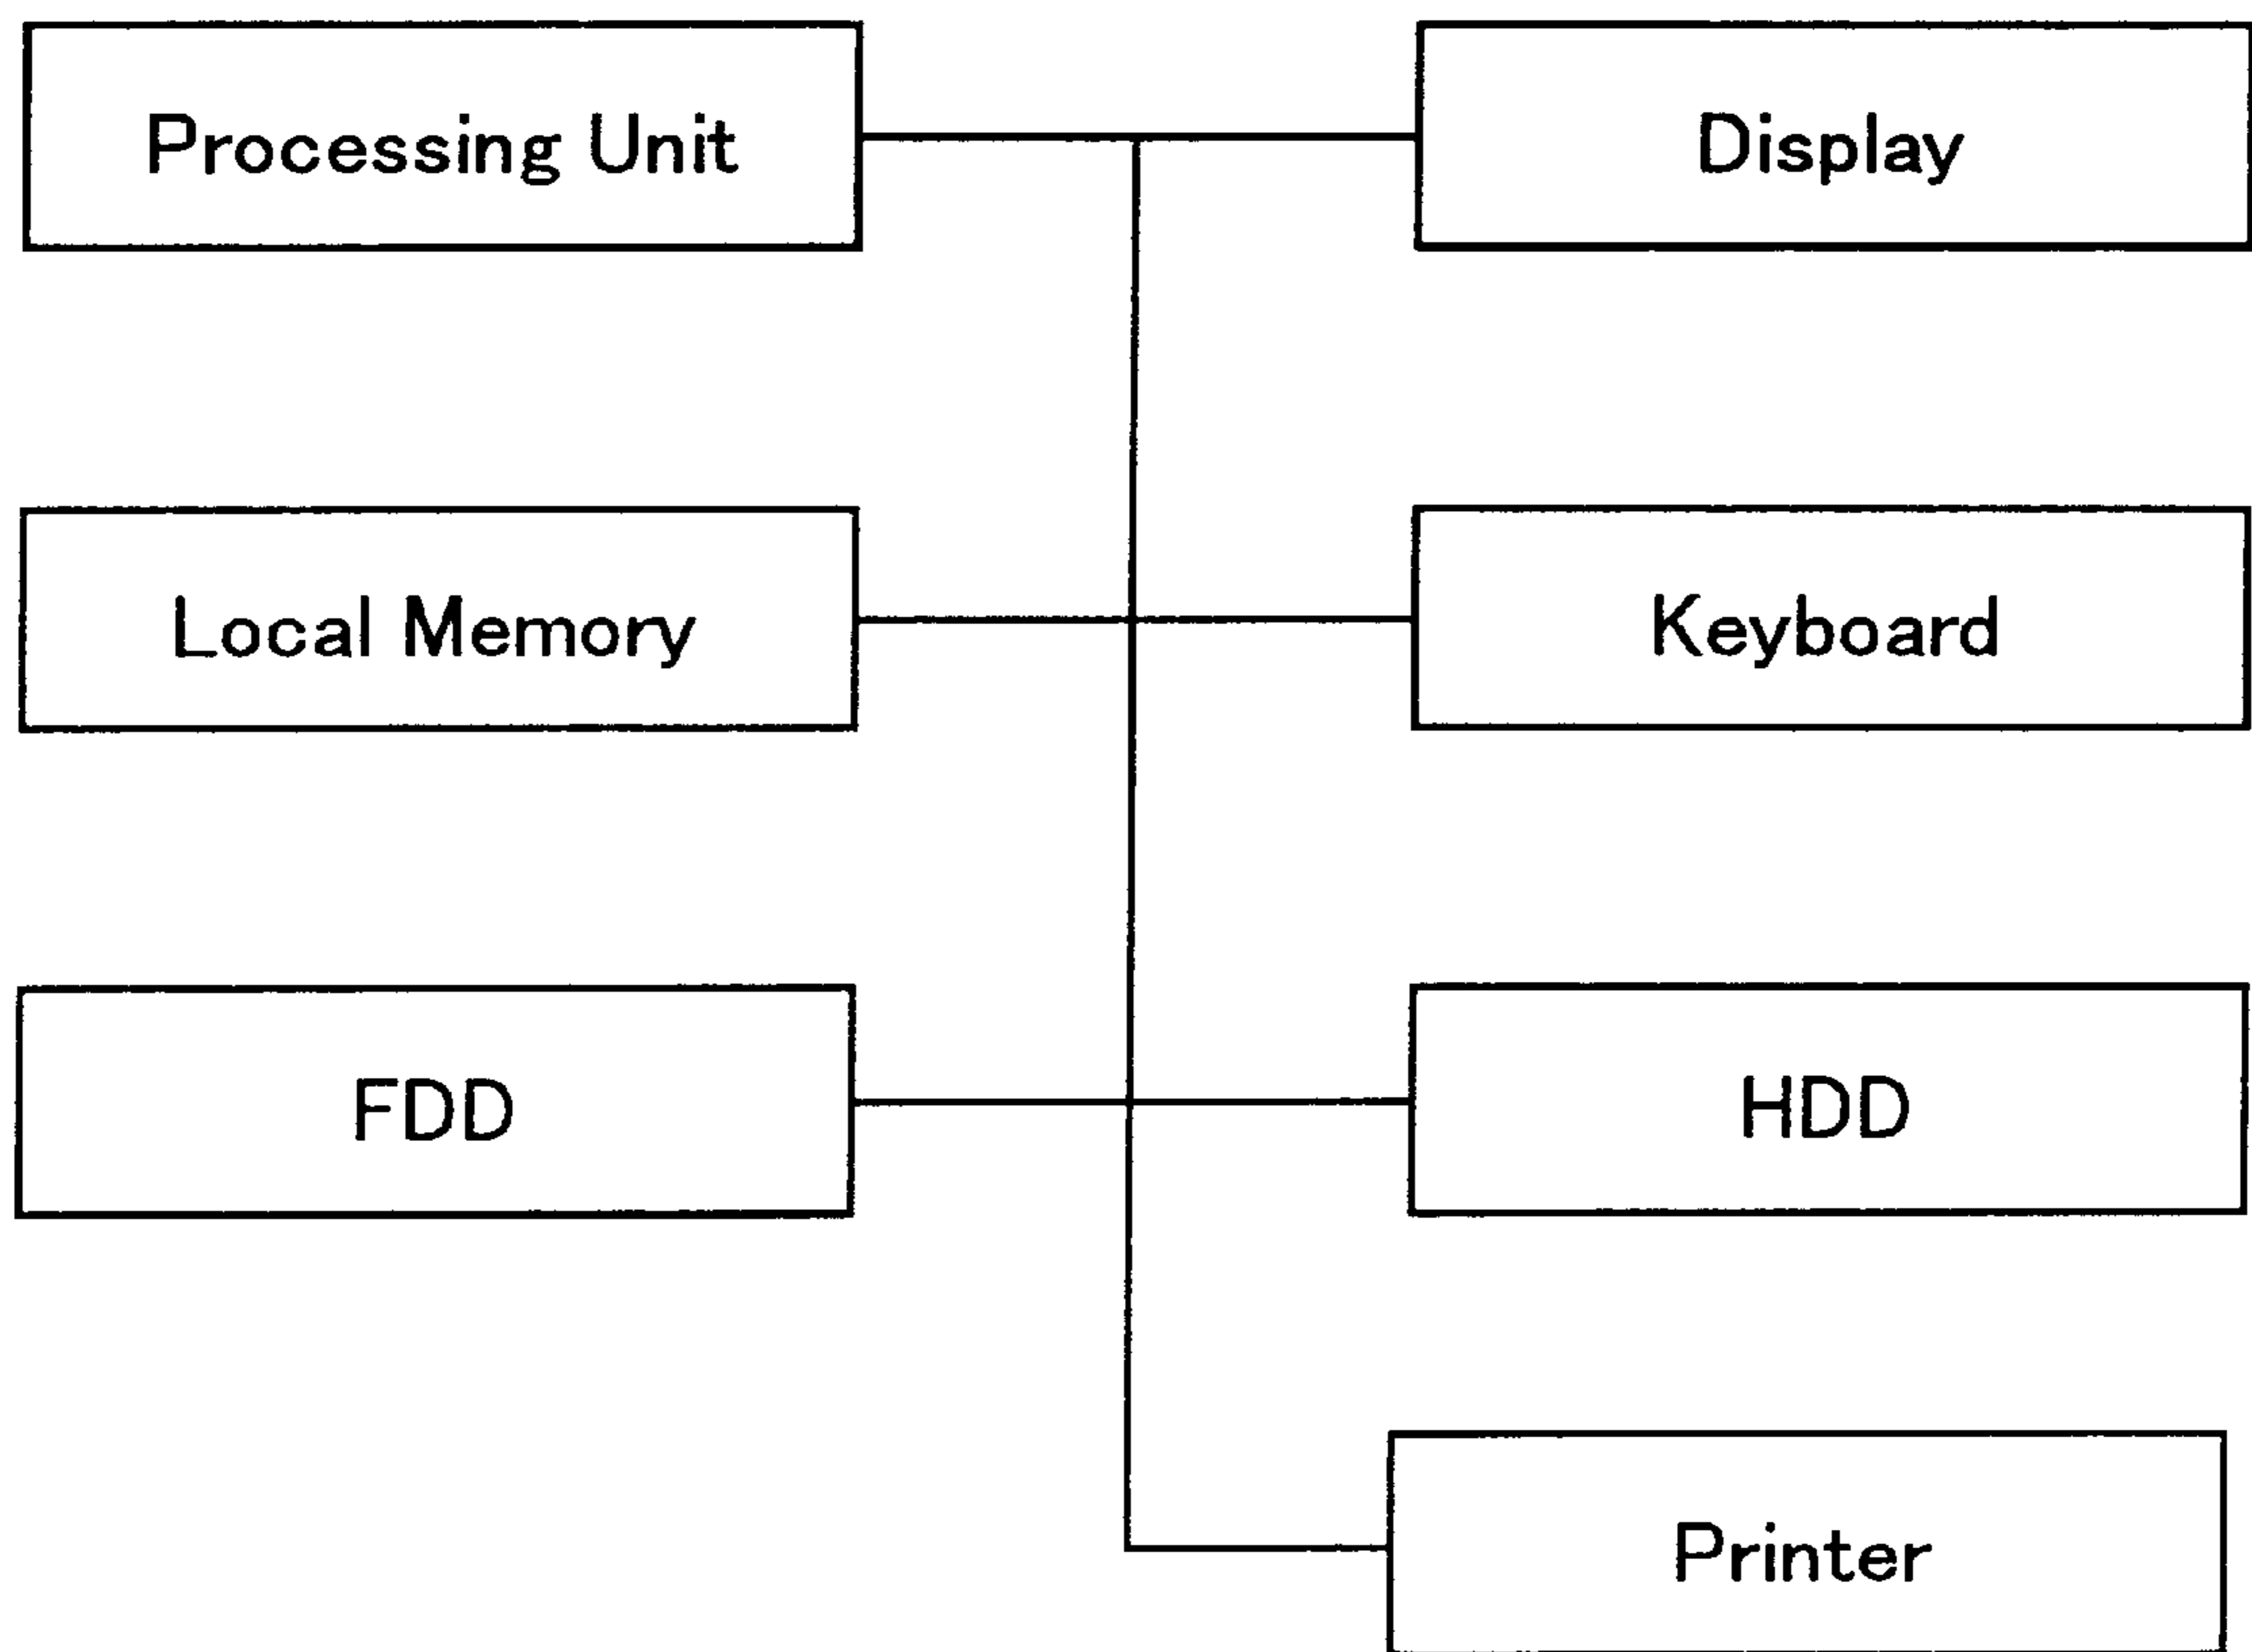 Processing Unit
Display
Local Memory
Keyboard
FDD
HDD
Printer